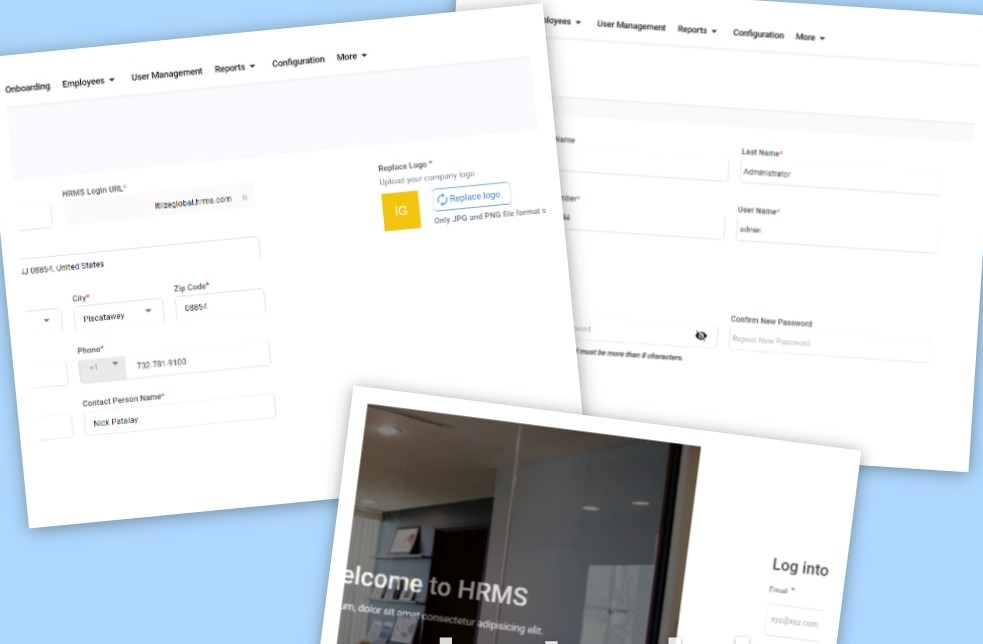 Onboarding Employees User Management Reports Configuration More
HRMS Login URL*
itlizeglobal.hrms.com
Replace Logo *
Upload your company logo
IG
Replace logo
Only JPG and PNG file format s
08854, United States
City*
Piscataway
Zip Code*
08854
Phone*
+1
732-781-9100
Contact Person Name*
Nick Patalay
loyees User Management Reports Configuration More
Name
Last Name*
Administrator
mber*
User Name*
admin
Confirm New Password
Repeat New Password
must be more than 8 characters.
elcome to HRMS
um, dolor sit amet consectetur adipisicing elit.
Log into
Email *
xyz@xyz.com